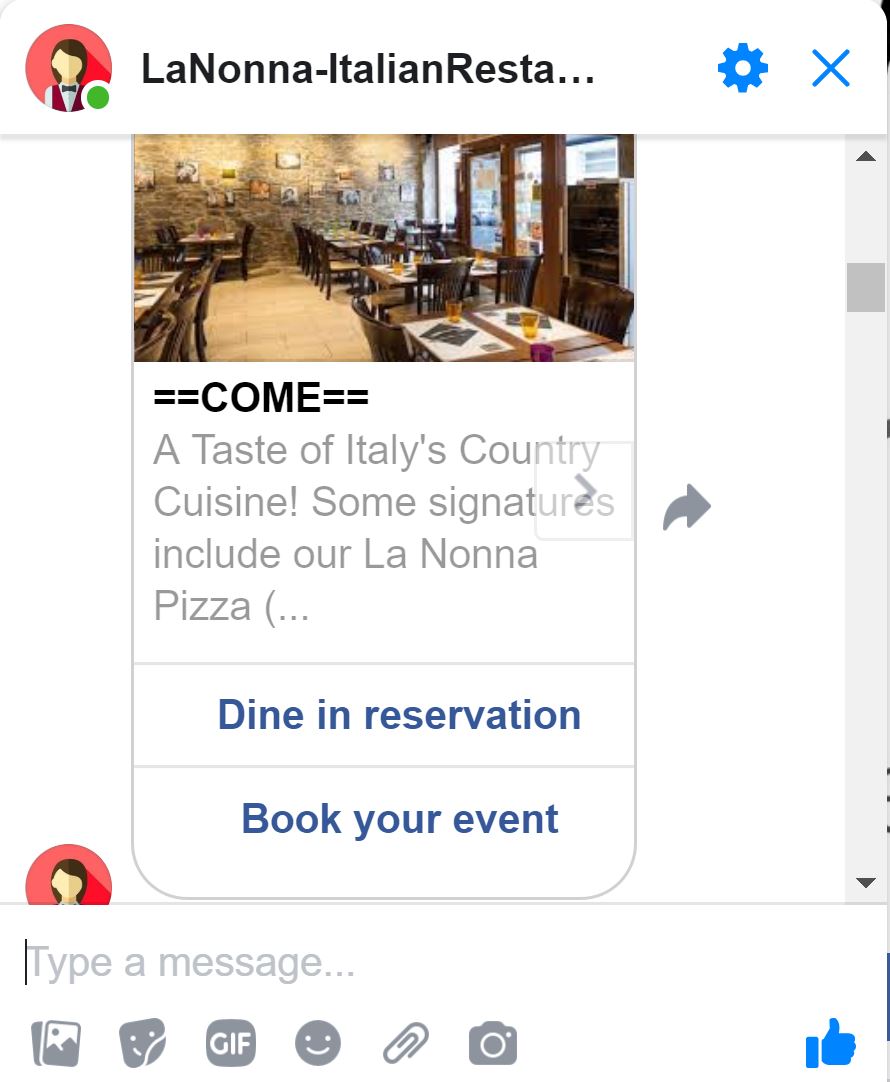 LaNonna-ItalianResta...
==COME==
A Taste of Italy's Country
Cuisine! Some signatures
include our La Nonna
Pizza (...
Dine in reservation
Book your event
Type a message...
GIF